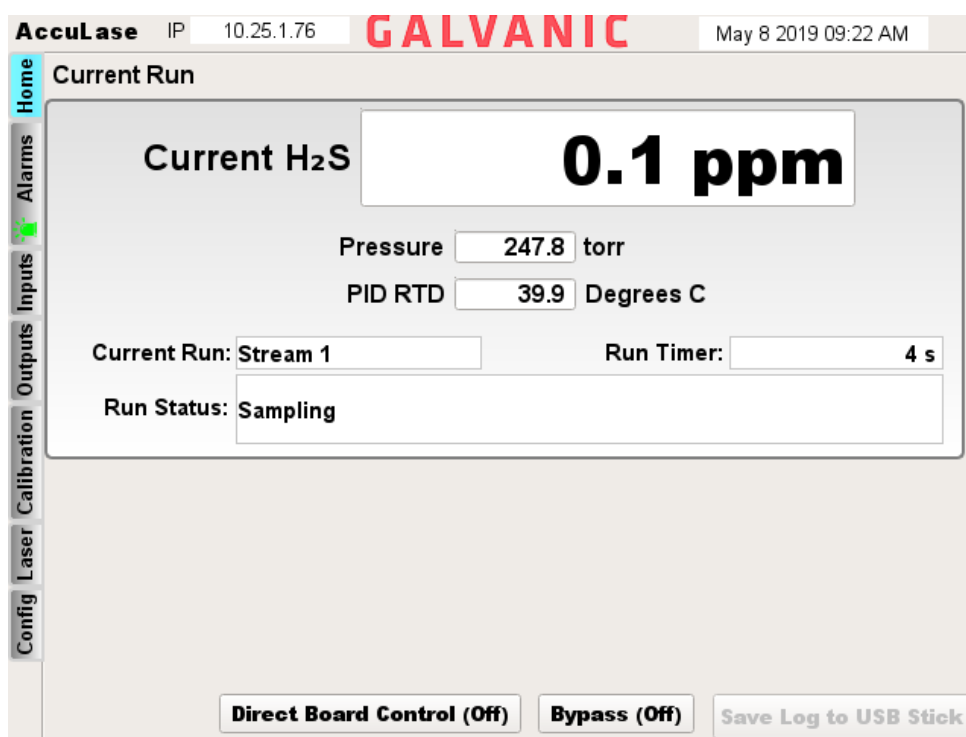 AccuLase IP 10.25.1.76 GALVANIC May 8 2019 09:22 AM
Home
Alarms
Inputs
Outputs
Calibration
Laser
Config
Current Run
Current H₂S 0.1 ppm
Pressure 247.8 torr
PID RTD 39.9 Degrees C
Current Run: Stream 1 Run Timer: 4 s
Run Status: Sampling
Direct Board Control (Off) Bypass (Off) Save Log to USB Stick